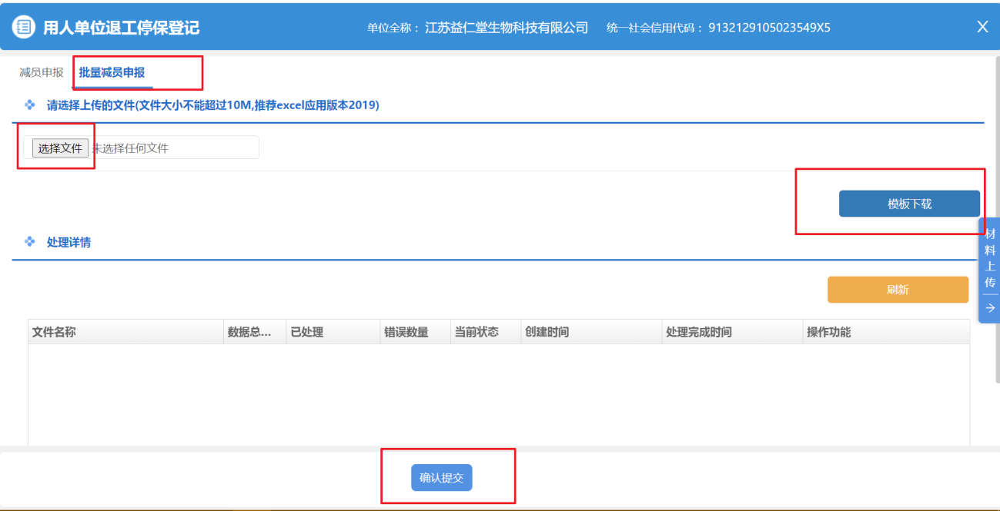 用人单位退工停保登记 单位全称： 江苏益仁堂生物科技有限公司 统一社会信用代码： 9132129105023549X5 X
减员申报 批量减员申报
请选择上传的文件(文件大小不能超过10M,推荐excel应用版本2019)
选择文件 未选择任何文件
模板下载
材料上传
处理详情
刷新
文件名称 数据总... 已处理 错误数量 当前状态 创建时间 处理完成时间 操作功能
确认提交